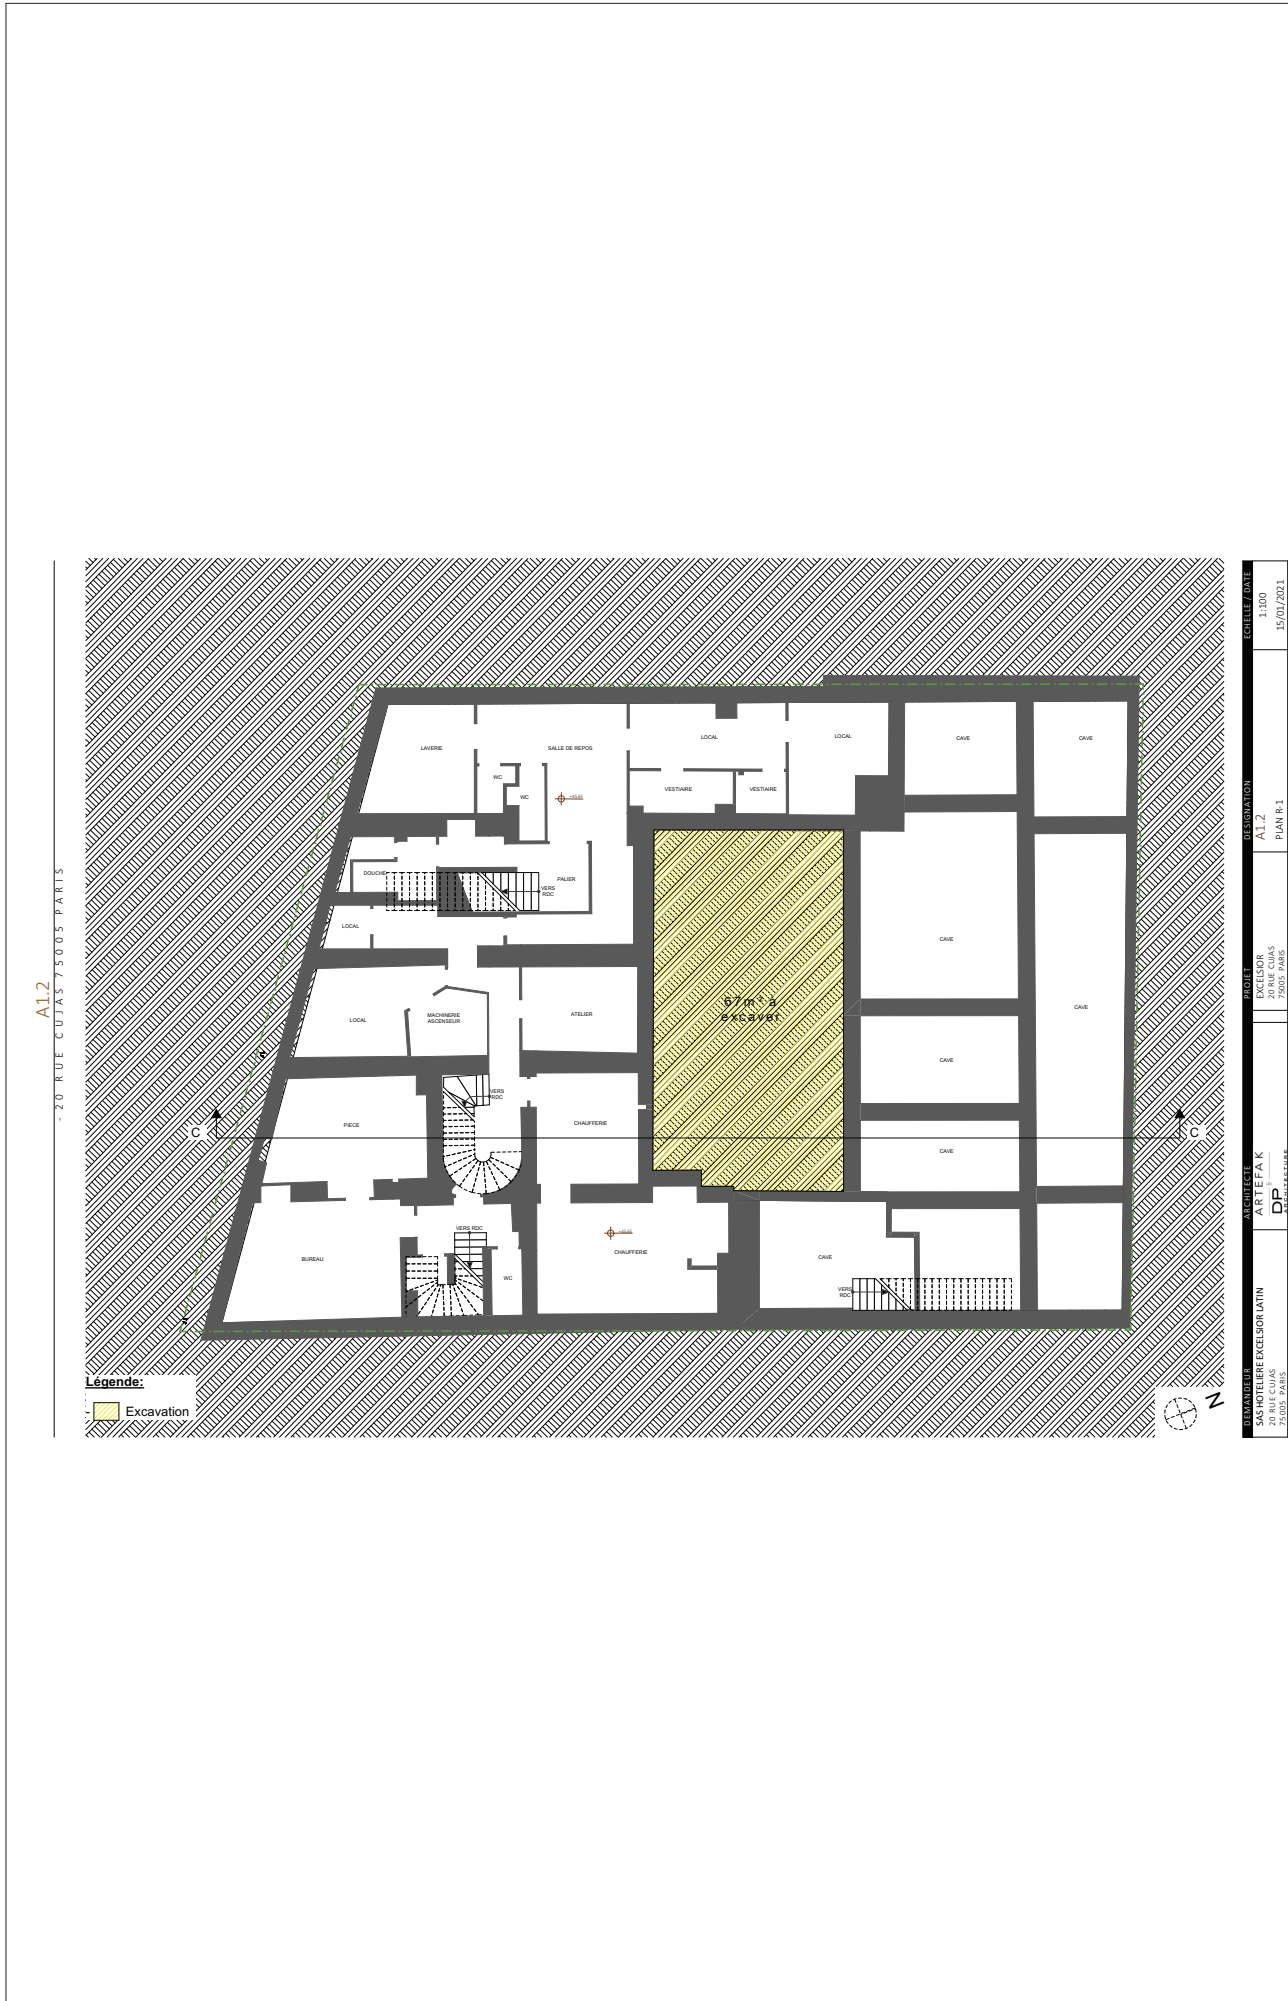 A1.2
- 20 RUE CUJAS 75005 PARIS
LAVERIE
SALLE DE REPOS
LOCAL
LOCAL
CAVE
CAVE
WC
WC
VESTIAIRE
VESTIAIRE
DOUCHE
PALIER
VERS
RDC
LOCAL
CAVE
LOCAL
MACHINERIE
ASCENSEUR
ATELIER
67m² a
excaver
CAVE
CAVE
VERS
RDC
PIECE
CHAUFFERIE
CAVE
C
C
BUREAU
VERS RDC
WC
CHAUFFERIE
CAVE
VERS
RDC
Légende:
Excavation
N
DEMANDEUR
SAS HOTELIERE EXCELSIOR LATIN
20 RUE CUJAS
75005 PARIS
ARCHITECTE
ARTEFAK
&
DP
ARCHITECTURE
PROJET
EXCELSIOR
20 RUE CUJAS
75005 PARIS
DESIGNATION
A1.2
PLAN R-1
ECHELLE / DATE
1:100
15/01/2021